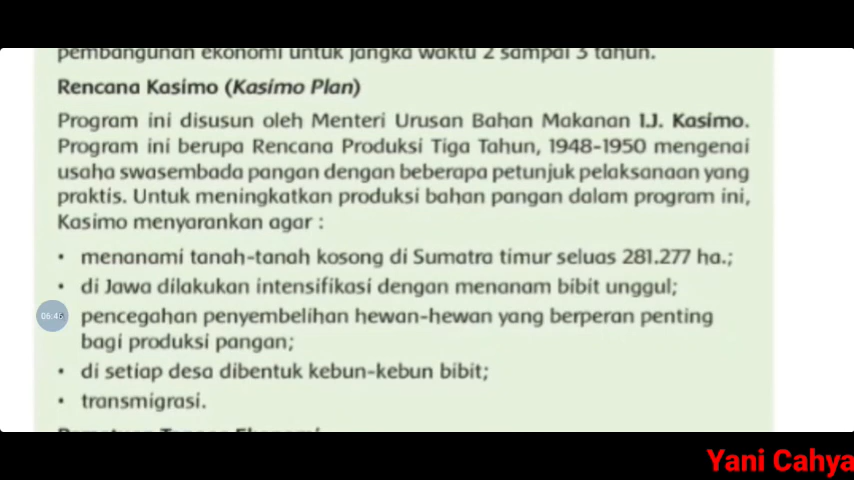 pembangunan ekonomi untuk jangka waktu 2 sampai 3 tahun.
Rencana Kasimo (Kasimo Plan)
Program ini disusun oleh Menteri Urusan Bahan Makanan I.J. Kasimo.
Program ini berupa Rencana Produksi Tiga Tahun, 1948-1950 mengenai
usaha swasembada pangan dengan beberapa petunjuk pelaksanaan yang
praktis. Untuk meningkatkan produksi bahan pangan dalam program ini,
Kasimo menyarankan agar :
• menanami tanah-tanah kosong di Sumatra timur seluas 281.277 ha.;
• di Jawa dilakukan intensifikasi dengan menanam bibit unggul;
06:46
• pencegahan penyembelihan hewan-hewan yang berperan penting
bagi produksi pangan;
• di setiap desa dibentuk kebun-kebun bibit;
• transmigrasi.
Yani Cahya